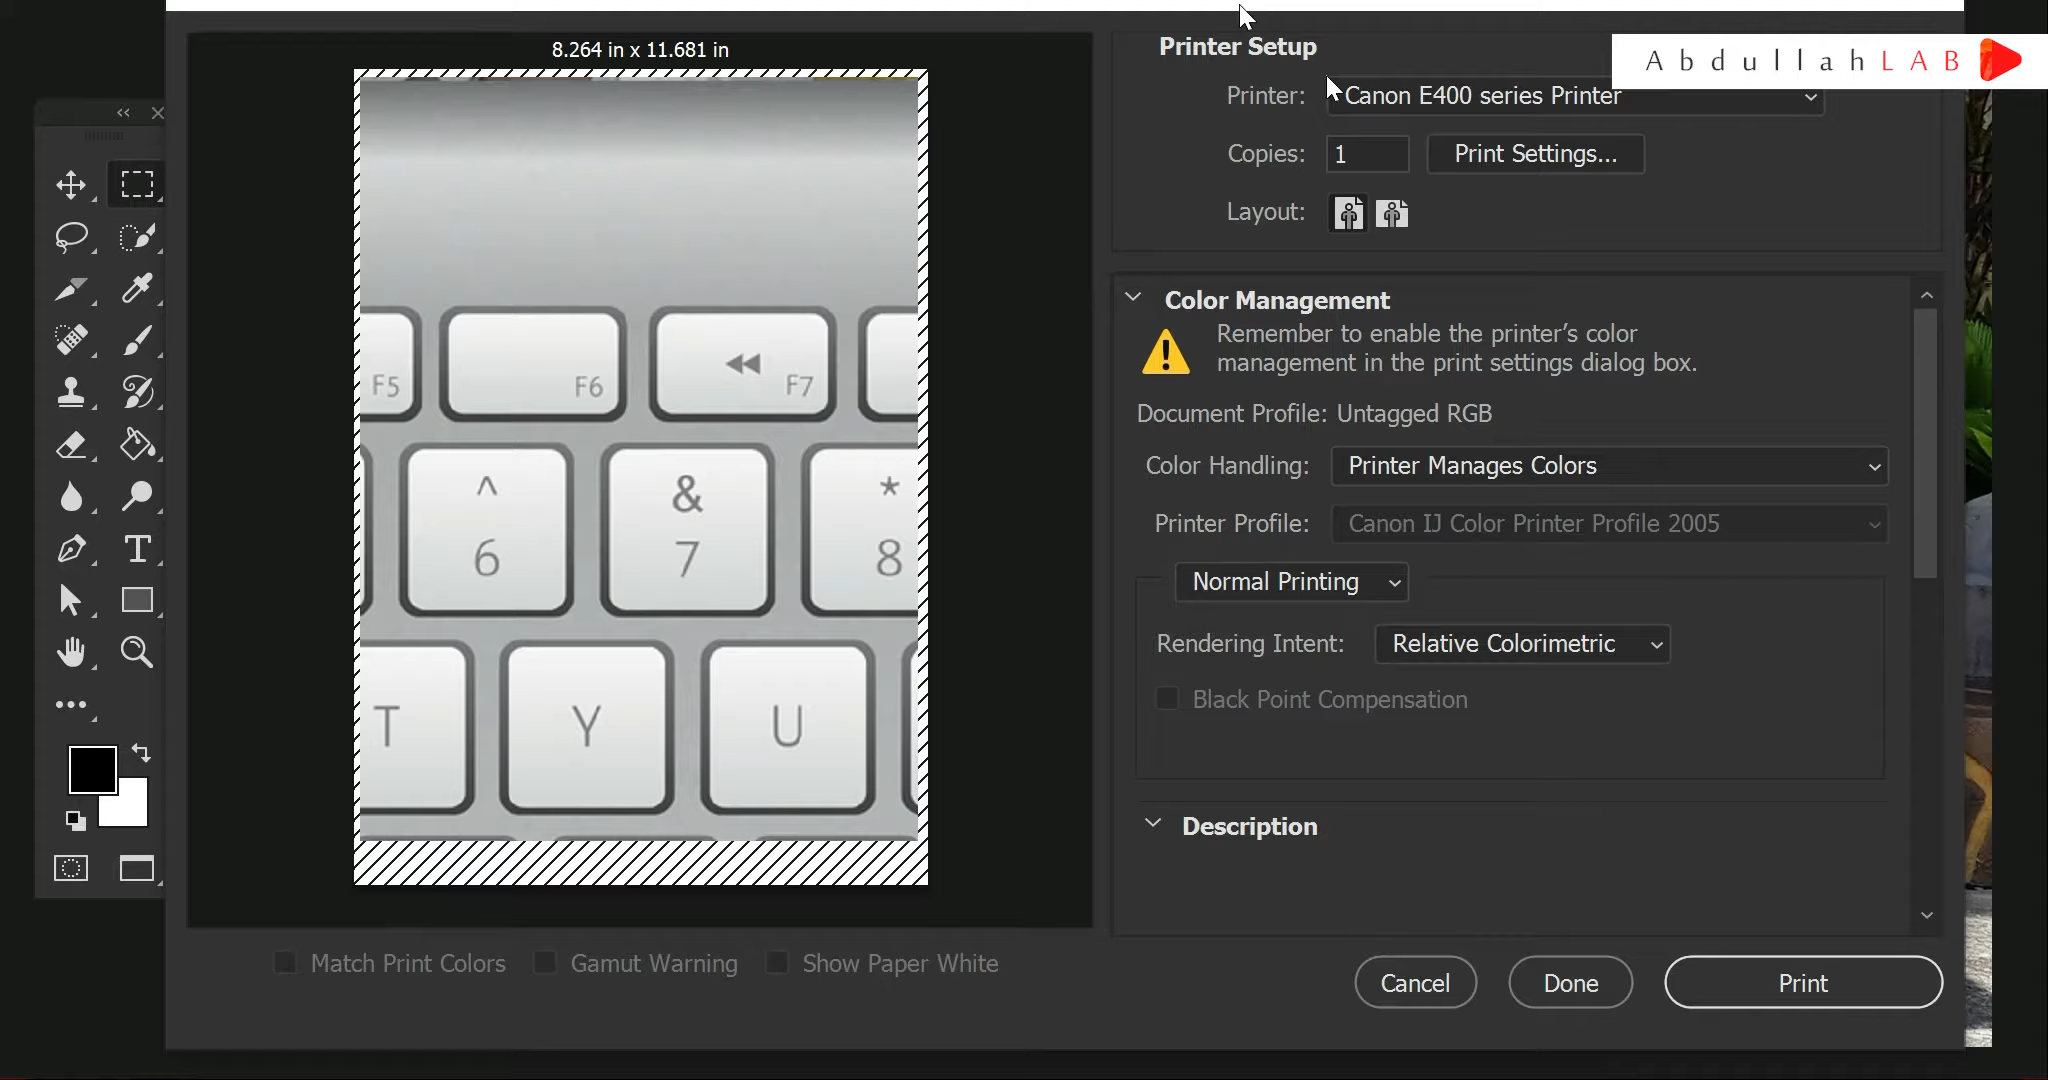 8.264 in x 11.681 in
F5
F6
F7
^
&
*
6
7
8
T
Y
U
Match Print Colors
Gamut Warning
Show Paper White
Printer Setup
AbdullahLAB
Printer: Canon E400 series Printer
Copies: 1 Print Settings...
Layout:
Color Management
Remember to enable the printer’s color
management in the print settings dialog box.
Document Profile: Untagged RGB
Color Handling: Printer Manages Colors
Printer Profile: Canon IJ Color Printer Profile 2005
Normal Printing
Rendering Intent: Relative Colorimetric
Black Point Compensation
Description
Cancel
Done
Print